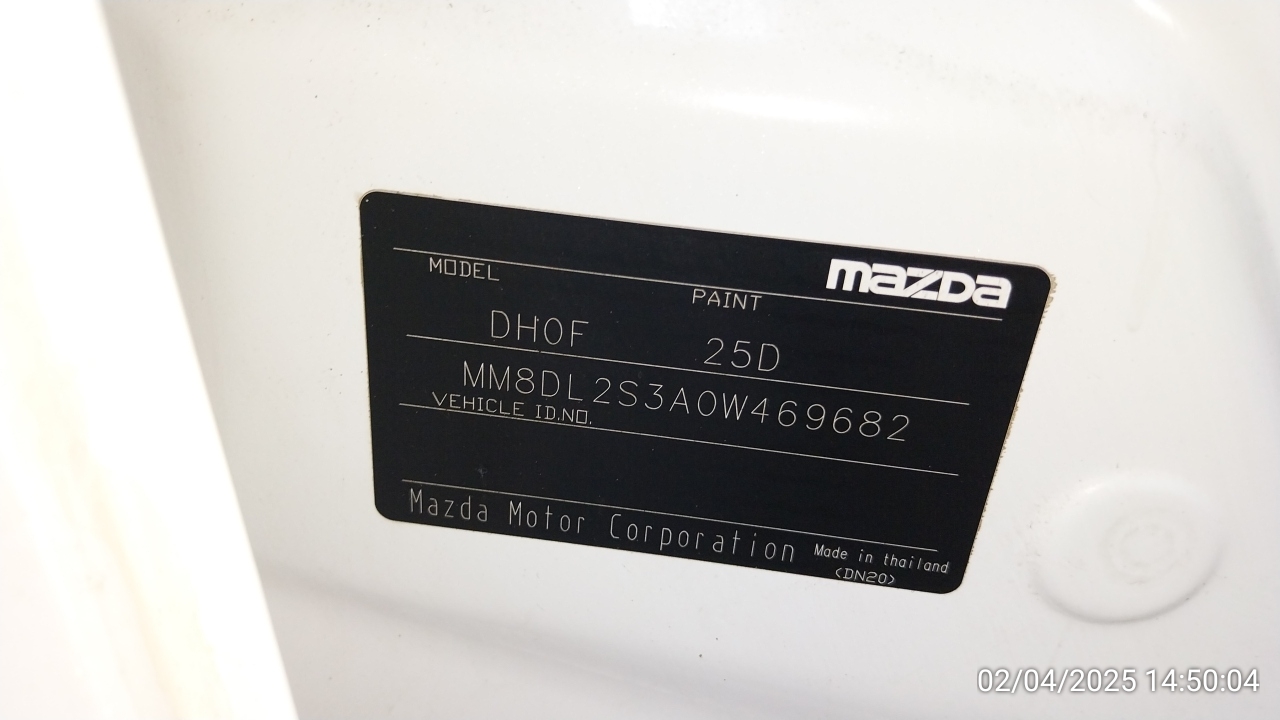 mazda
MODEL PAINT
DH0F 25D
MM8DL2S3A0W469682
VEHICLE ID.NO.
Mazda Motor Corporation Made in thailand
<DN20>
02/04/2025 14:50:04